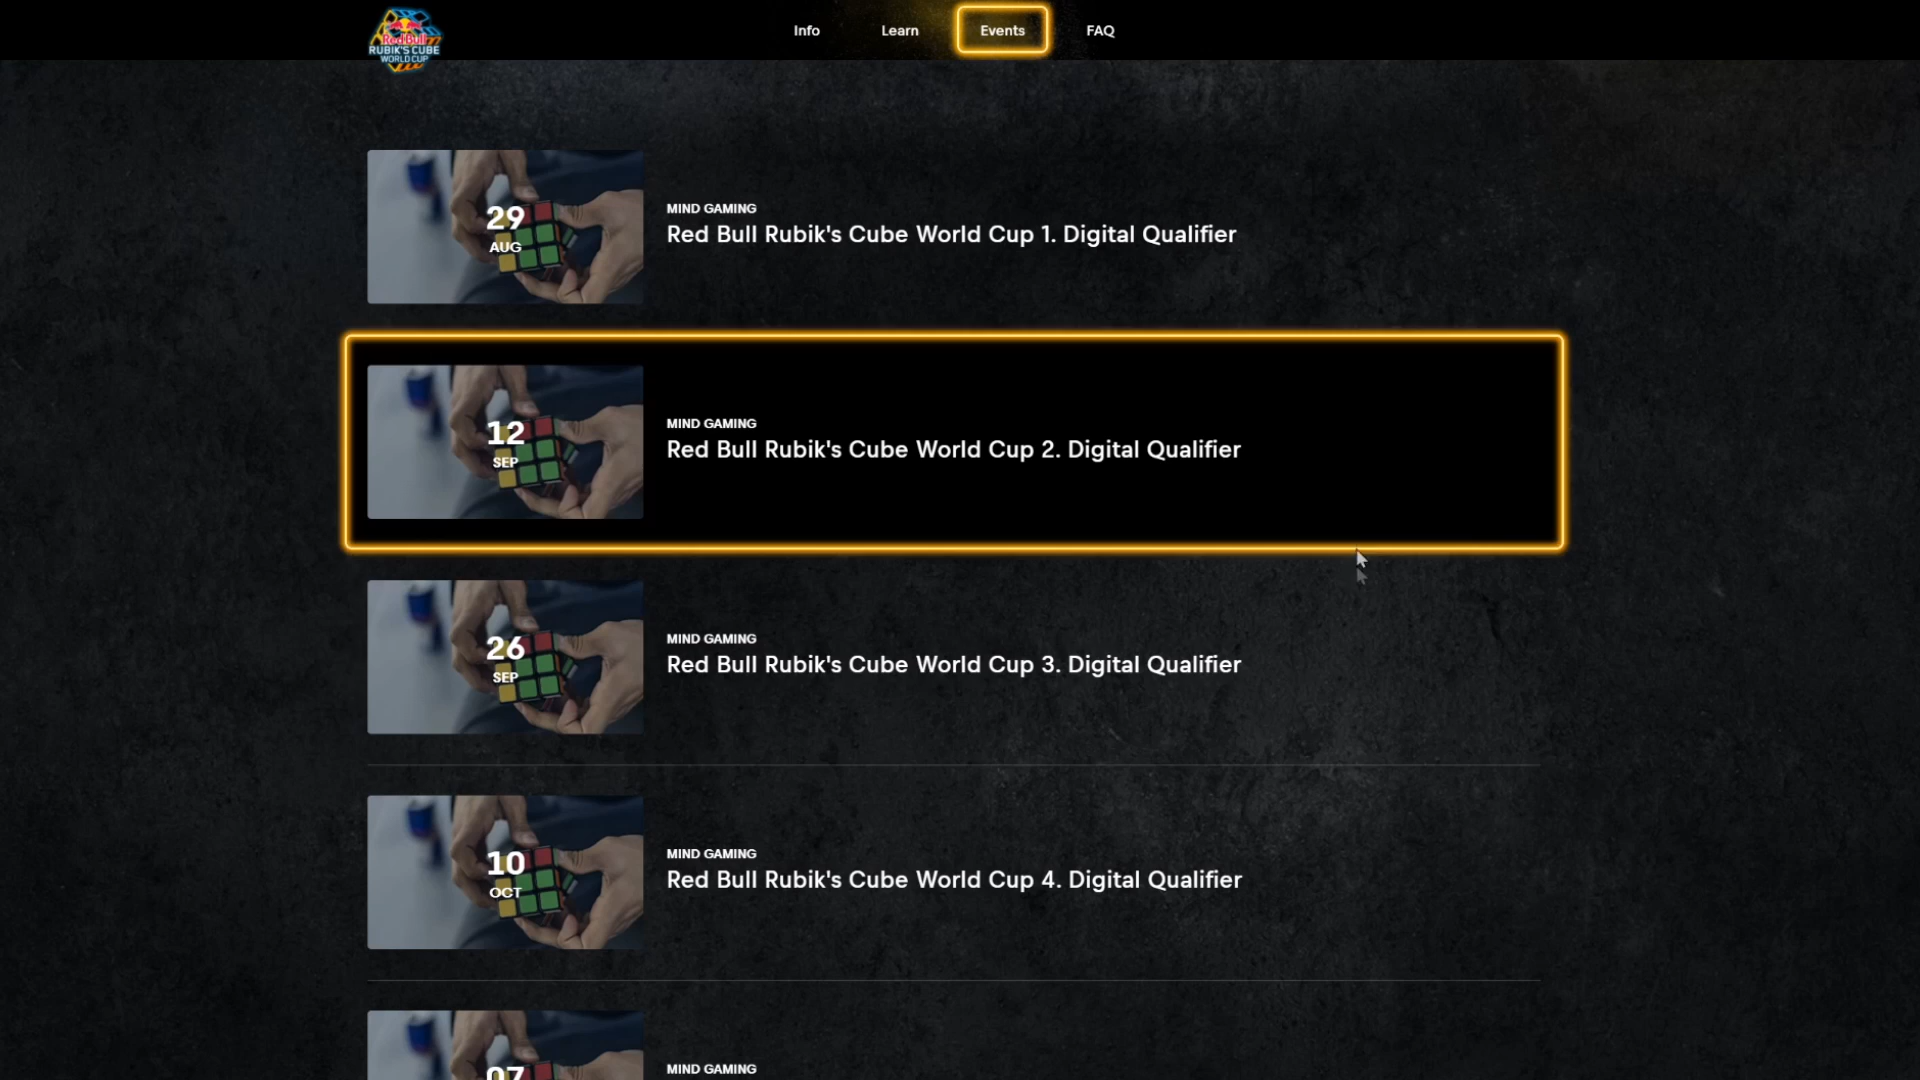 Red Bull
RUBIK'S CUBE
WORLD CUP
Info
Learn
Events
FAQ
29
AUG
MIND GAMING
Red Bull Rubik's Cube World Cup 1. Digital Qualifier
12
SEP
MIND GAMING
Red Bull Rubik's Cube World Cup 2. Digital Qualifier
26
SEP
MIND GAMING
Red Bull Rubik's Cube World Cup 3. Digital Qualifier
10
OCT
MIND GAMING
Red Bull Rubik's Cube World Cup 4. Digital Qualifier
07
MIND GAMING